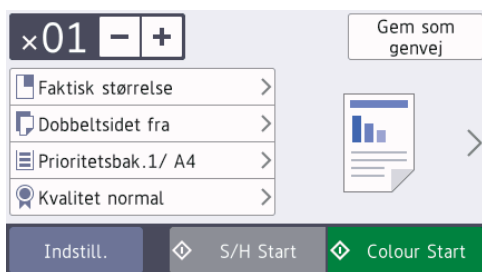 ×01 − +
Gem som
genvej
Faktisk størrelse
Dobbeltsidet fra
Prioritetsbak.1/ A4
Kvalitet normal
Indstill.
S/H Start
Colour Start